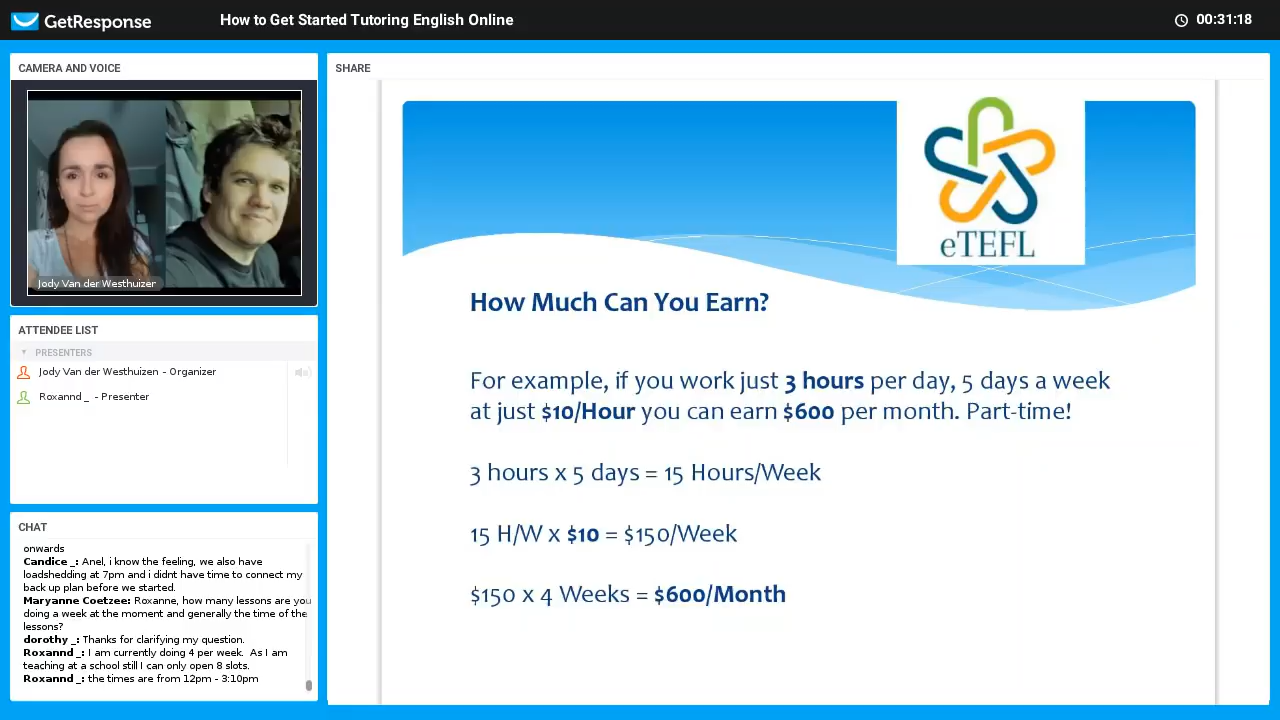 GetResponse
How to Get Started Tutoring English Online
00:31:18
CAMERA AND VOICE
Jody Van der Westhuizer
ATTENDEE LIST
PRESENTERS
Jody Van der Westhuizen - Organizer
Roxannd _ - Presenter
CHAT
onwards
Candice _: Anel, i know the feeling, we also have
loadshedding at 7pm and i didnt have time to connect my
back up plan before we started.
Maryanne Coetzee: Roxanne, how many lessons are you
doing a week at the moment and generally the time of the
lessons?
dorothy _: Thanks for clarifying my question.
Roxannd _: I am currently doing 4 per week. As I am
teaching at a school still I can only open 8 slots.
Roxannd _: the times are from 12pm - 3:10pm
SHARE
eTEFL
How Much Can You Earn?
For example, if you work just 3 hours per day, 5 days a week
at just $10/Hour you can earn $600 per month. Part-time!
3 hours x 5 days = 15 Hours/Week
15 H/W x $10 = $150/Week
$150 x 4 Weeks = $600/Month